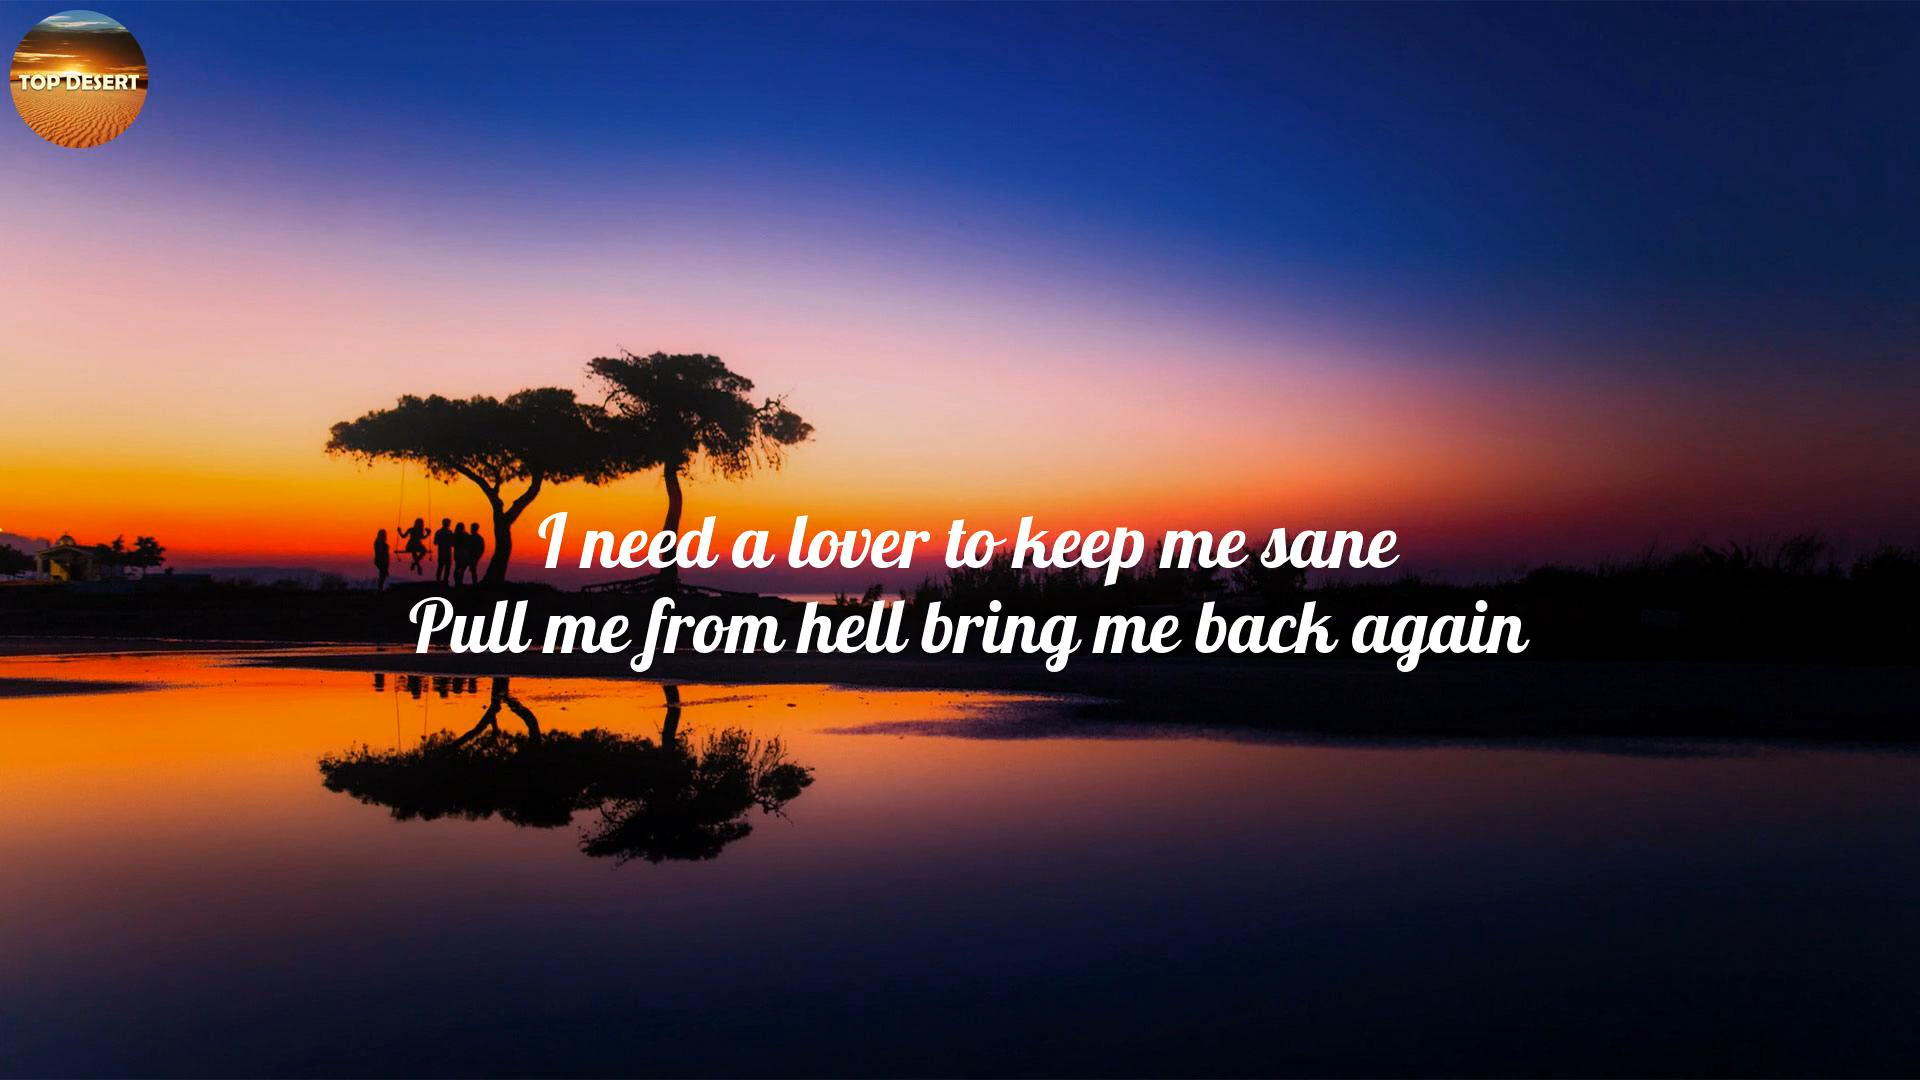 TOP DESERT
I need a lover to keep me sane
Pull me from hell bring me back again